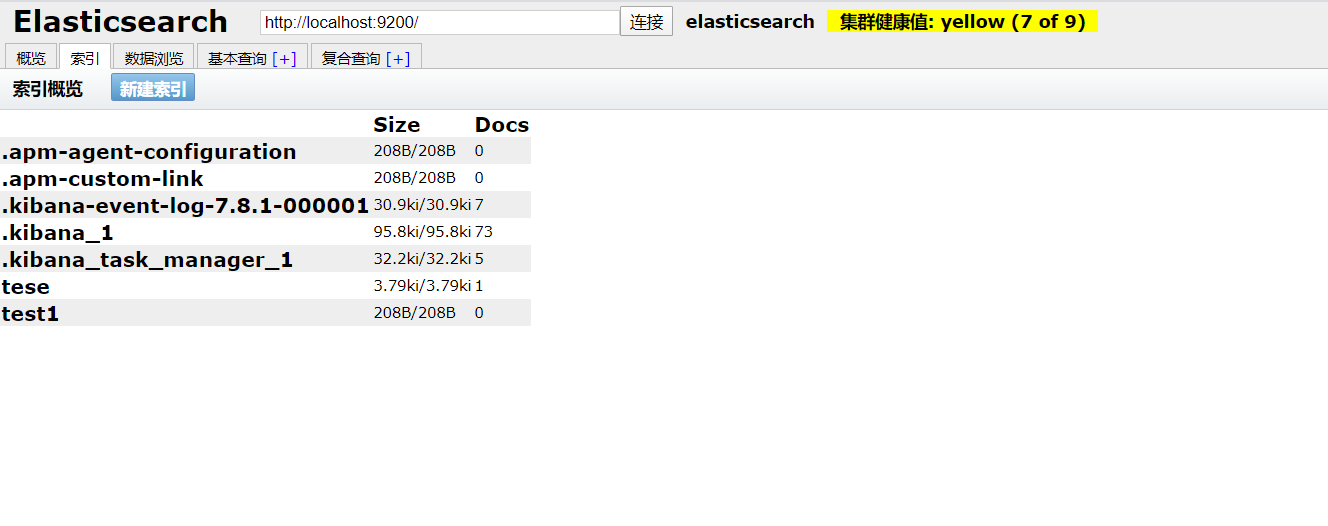 Elasticsearch http://localhost:9200/ 连接 elasticsearch 集群健康值: yellow (7 of 9)
概览 索引 数据浏览 基本查询 [+] 复合查询 [+]
索引概览 新建索引
Size Docs
.apm-agent-configuration 208B/208B 0
.apm-custom-link 208B/208B 0
.kibana-event-log-7.8.1-000001 30.9ki/30.9ki 7
.kibana_1 95.8ki/95.8ki 73
.kibana_task_manager_1 32.2ki/32.2ki 5
tese 3.79ki/3.79ki 1
test1 208B/208B 0